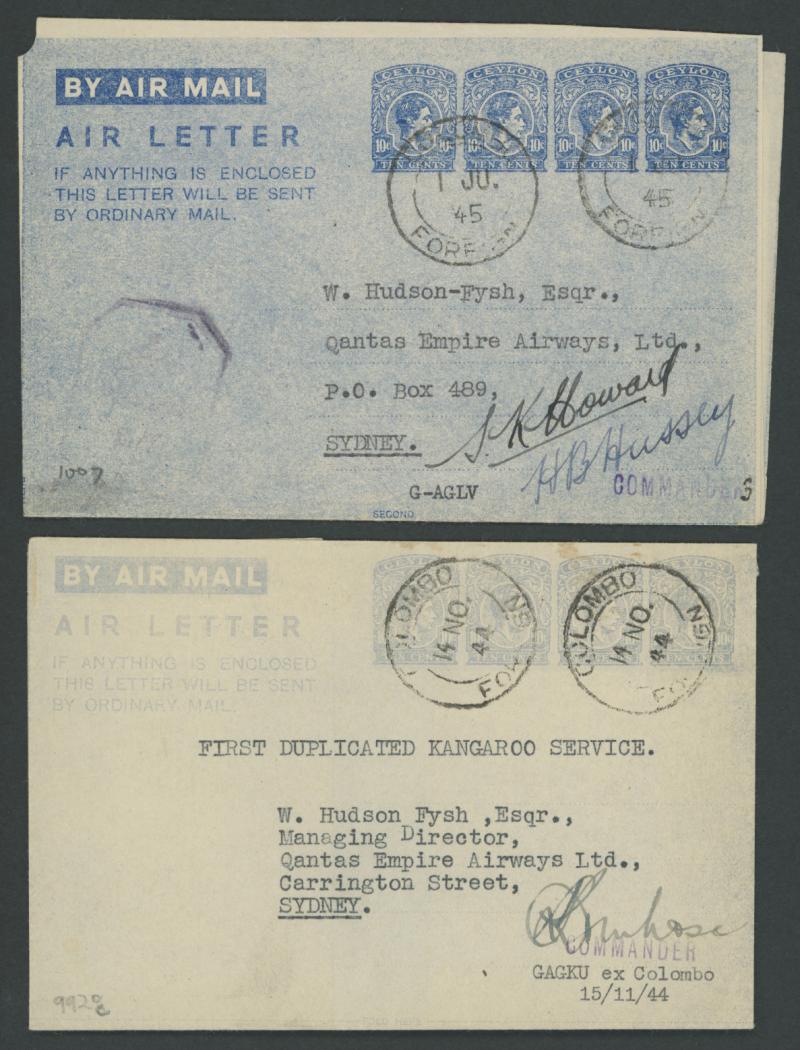 BY AIR MAIL
AIR LETTER
IF ANYTHING IS ENCLOSED
THIS LETTER WILL BE SENT
BY ORDINARY MAIL.
CEYLON CEYLON CEYLON CEYLON
10c 10c 10c 10c 10c 10c
TEN CENTS TEN CENTS TEN CENTS TEN CENTS
1 JU.
45
45
W. Hudson-Fysh, Esqr.,
Qantas Empire Airways, Ltd.,
P.O. Box 489,
SYDNEY.
S.K Howard
HB Hussey
COMMANDERS
G-AGLV
SECOND
1007
BY AIR MAIL
AIR LETTER
IF ANYTHING IS ENCLOSED
THIS LETTER WILL BE SENT
BY ORDINARY MAIL.
CEYLON CEYLON
COLOMBO
14 NO.
44
COLOMBO
14 NO.
44
FIRST DUPLICATED KANGAROO SERVICE.
W. Hudson Fysh ,Esqr.,
Managing Director,
Qantas Empire Airways Ltd.,
Carrington Street,
SYDNEY.
COMMANDER
GAGKU ex Colombo
15/11/44